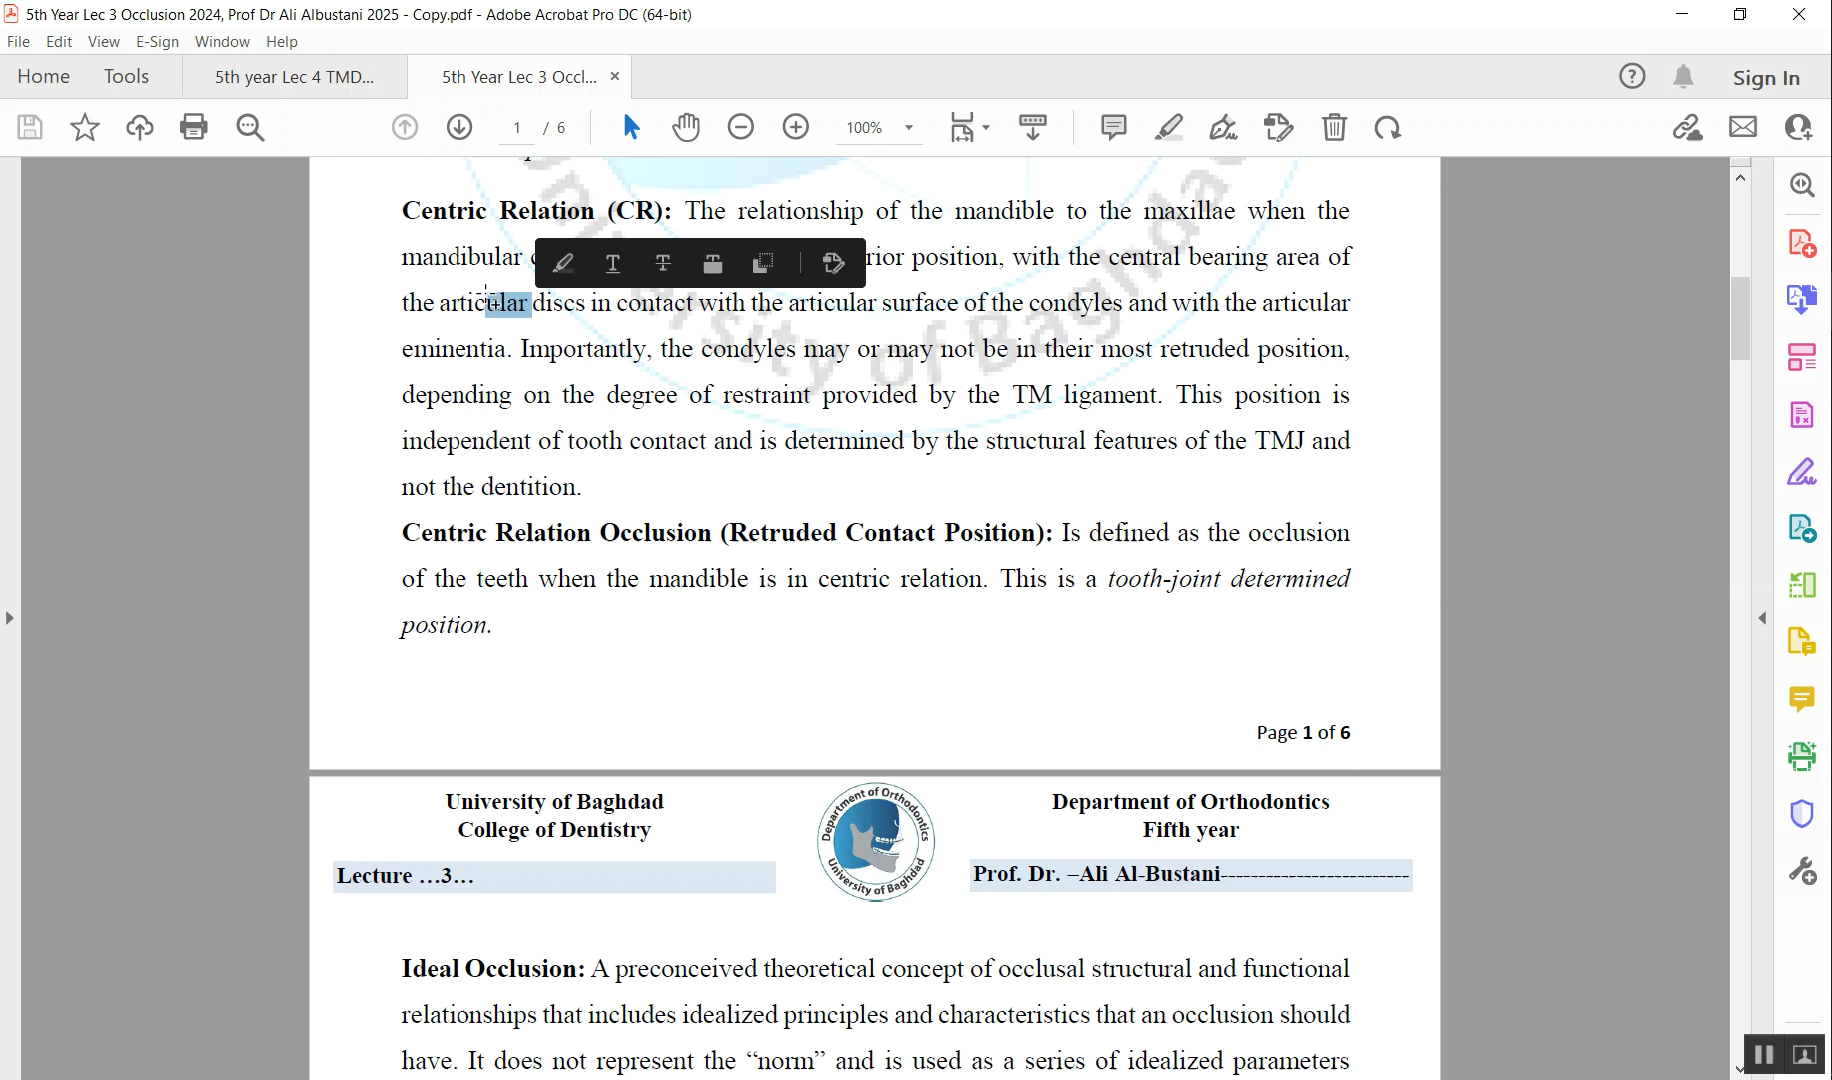 5th Year Lec 3 Occlusion 2024, Prof Dr Ali Albustani 2025 - Copy.pdf - Adobe Acrobat Pro DC (64-bit)
File Edit View E-Sign Window Help
Home Tools 5th year Lec 4 TMD... 5th Year Lec 3 Occl... Sign In
1 / 6 100%
Centric Relation (CR): The relationship of the mandible to the maxillae when the
mandibular rior position, with the central bearing area of
the articular discs in contact with the articular surface of the condyles and with the articular
eminentia. Importantly, the condyles may or may not be in their most retruded position,
depending on the degree of restraint provided by the TM ligament. This position is
independent of tooth contact and is determined by the structural features of the TMJ and
not the dentition.
Centric Relation Occlusion (Retruded Contact Position): Is defined as the occlusion
of the teeth when the mandible is in centric relation. This is a tooth-joint determined
position.
Page 1 of 6
University of Baghdad
College of Dentistry
Department of Orthodontics
University of Baghdad
Department of Orthodontics
Fifth year
Lecture ...3...
Prof. Dr. –Ali Al-Bustani--------------------------
Ideal Occlusion: A preconceived theoretical concept of occlusal structural and functional
relationships that includes idealized principles and characteristics that an occlusion should
have. It does not represent the “norm” and is used as a series of idealized parameters